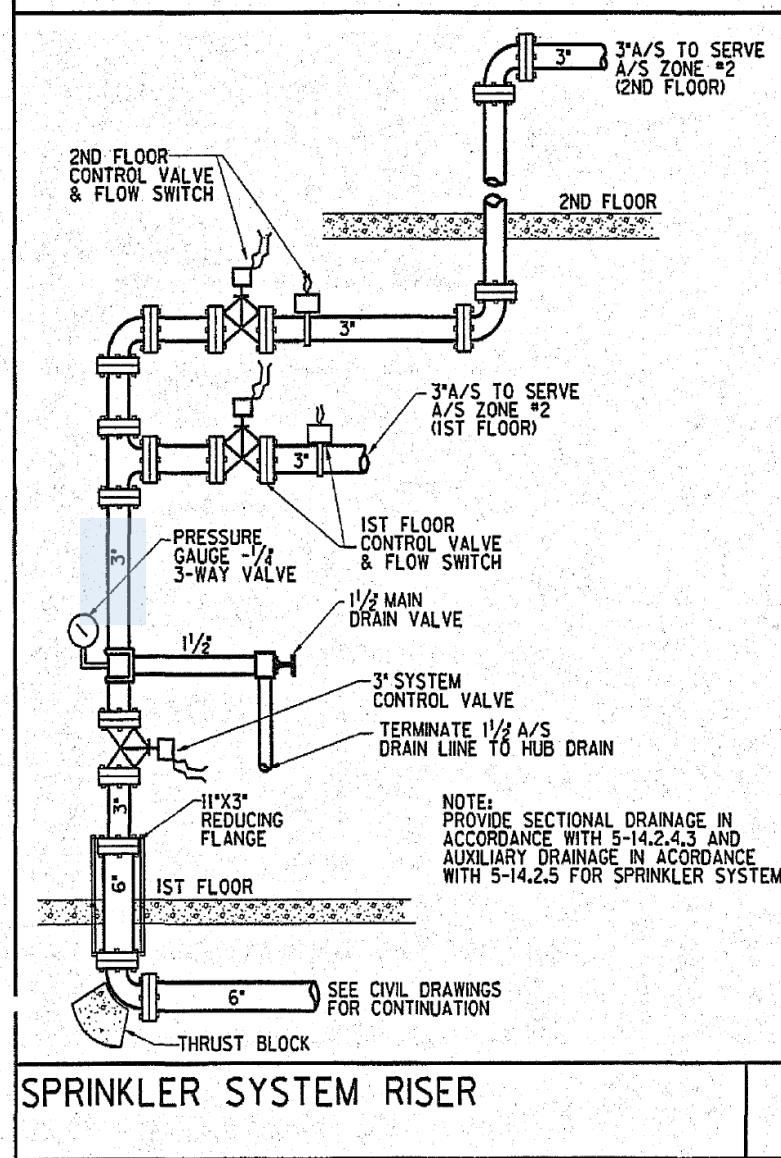 3"
3"A/S TO SERVE
A/S ZONE #2
(2ND FLOOR)
2ND FLOOR
CONTROL VALVE
& FLOW SWITCH
2ND FLOOR
3"
3"A/S TO SERVE
A/S ZONE #2
(1ST FLOOR)
3"
1ST FLOOR
CONTROL VALVE
& FLOW SWITCH
PRESSURE
GAUGE -1/4"
3-WAY VALVE
3"
1 1/2" MAIN
DRAIN VALVE
1 1/2"
3" SYSTEM
CONTROL VALVE
TERMINATE 1 1/2" A/S
DRAIN LIINE TO HUB DRAIN
3"
11"X3"
REDUCING
FLANGE
NOTE:
PROVIDE SECTIONAL DRAINAGE IN
ACCORDANCE WITH 5-14.2.4.3 AND
AUXILIARY DRAINAGE IN ACORDANCE
WITH 5-14.2.5 FOR SPRINKLER SYSTEM
6"
1ST FLOOR
6"
SEE CIVIL DRAWINGS
FOR CONTINUATION
THRUST BLOCK
SPRINKLER SYSTEM RISER